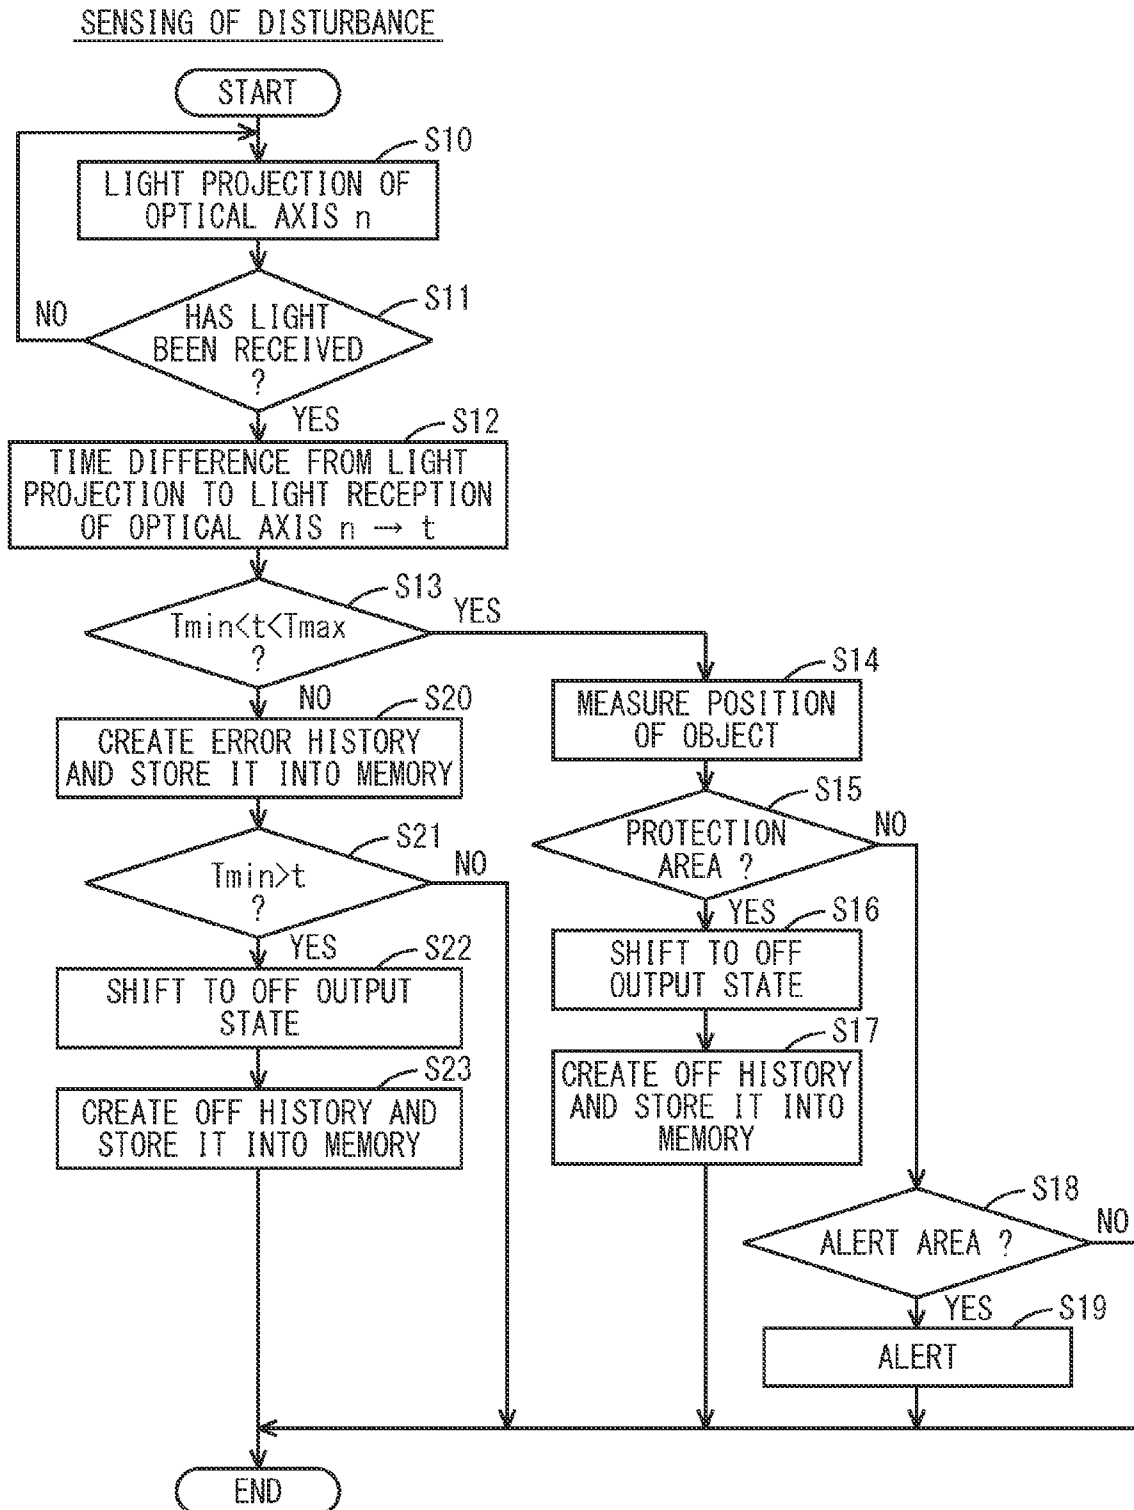 SENSING OF DISTURBANCE
START
S10
LIGHT PROJECTION OF
OPTICAL AXIS n
S11
HAS LIGHT
BEEN RECEIVED
?
NO
YES
S12
TIME DIFFERENCE FROM LIGHT
PROJECTION TO LIGHT RECEPTION
OF OPTICAL AXIS n → t
S13
Tmin<t<Tmax
?
YES
NO
S14
MEASURE POSITION
OF OBJECT
S20
CREATE ERROR HISTORY
AND STORE IT INTO MEMORY
S15
PROTECTION
AREA ?
NO
YES
S21
Tmin>t
?
NO
YES
S16
SHIFT TO OFF
OUTPUT STATE
S22
SHIFT TO OFF OUTPUT
STATE
S17
CREATE OFF HISTORY
AND STORE IT INTO
MEMORY
S23
CREATE OFF HISTORY AND
STORE IT INTO MEMORY
S18
ALERT AREA ?
NO
YES
S19
ALERT
END